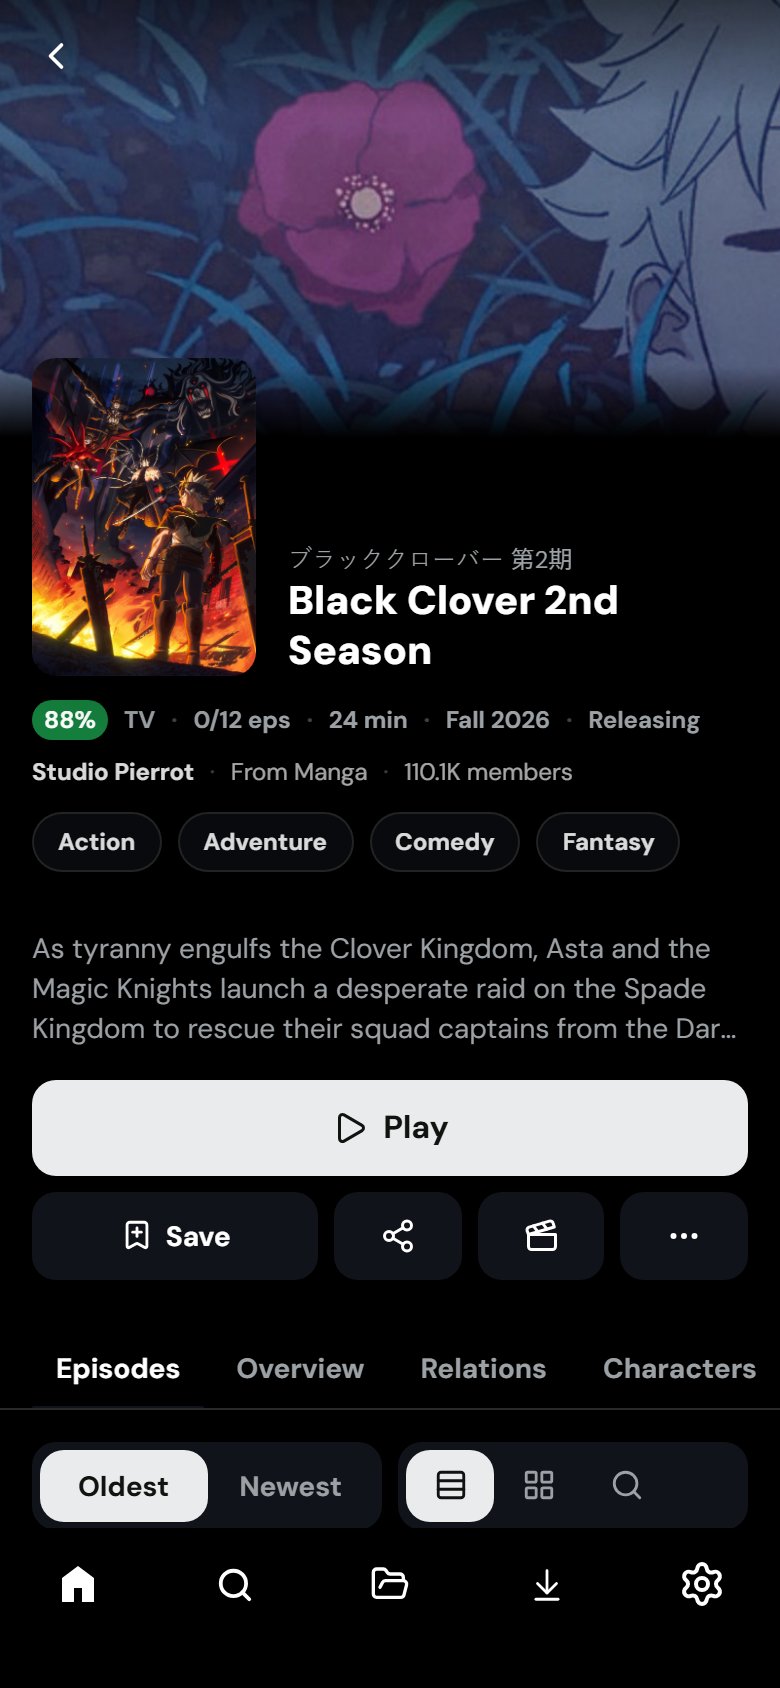 ブラッククローバー 第2期
Black Clover 2nd
Season
88% TV · 0/12 eps · 24 min · Fall 2026 · Releasing
Studio Pierrot · From Manga · 110.1K members
Action Adventure Comedy Fantasy
As tyranny engulfs the Clover Kingdom, Asta and the
Magic Knights launch a desperate raid on the Spade
Kingdom to rescue their squad captains from the Dar...
Play
Save
Episodes Overview Relations Characters
Oldest Newest